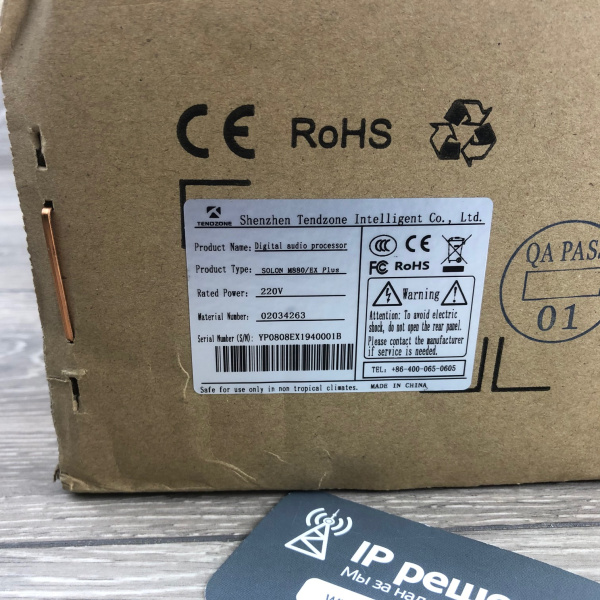 CE RoHS
TENDZONE
Shenzhen Tendzone Intelligent Co., Ltd.
Product Name: Digital audio processor
Product Type: SOLON M880/EX Plus
Rated Power: 220V
Material Number: 02034263
Serial Number (S/N): YP0808EX1940001B
Safe for use only in non tropical climates.
CCC CE
FC RoHS
Warning
Attention: To avoid electric
shock, do not open the rear panel.
Please contact the manufacturer
if service is needed.
TEL: +86-400-065-0605
MADE IN CHINA
QA PASS
01
IP реше
Мы за над